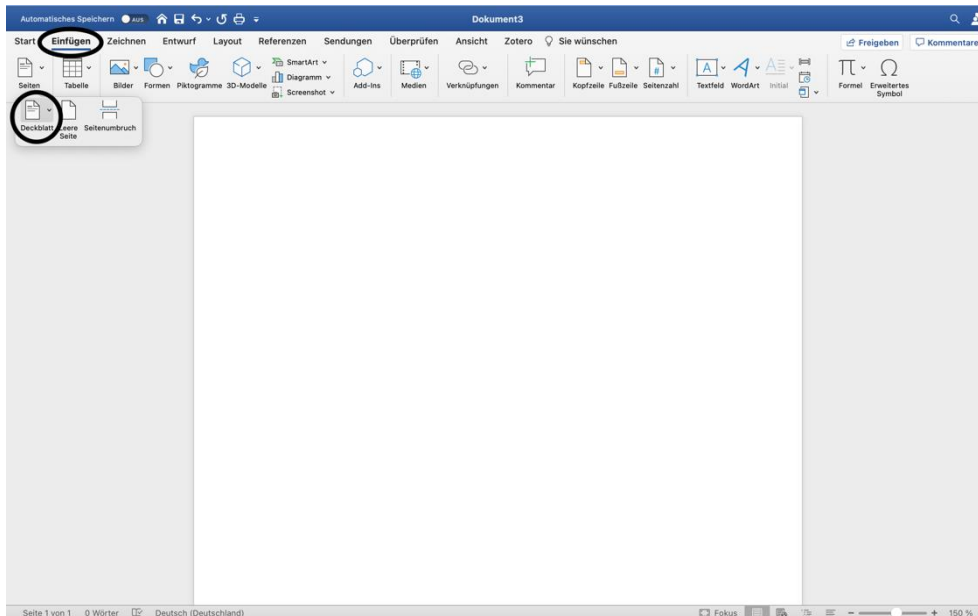 Automatisches Speichern AUS Dokument3
Start Einfügen Zeichnen Entwurf Layout Referenzen Sendungen Überprüfen Ansicht Zotero Sie wünschen Freigeben Kommentare
SmartArt
Diagramm
Screenshot
Seiten Tabelle Bilder Formen Piktogramme 3D-Modelle Add-Ins Medien Verknüpfungen Kommentar Kopfzeile Fußzeile Seitenzahl Textfeld WordArt Initial Formel Erweitertes
Symbol
Deckblatt Leere Seitenumbruch
Seite
Seite 1 von 1 0 Wörter Deutsch (Deutschland) Fokus 150 %